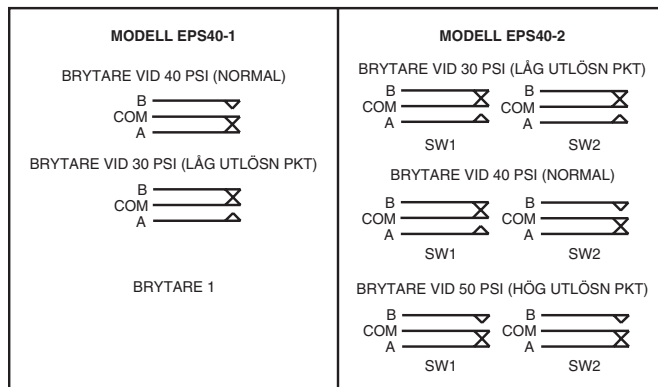 MODELL EPS40-1
BRYTARE VID 40 PSI (NORMAL)
B
COM
A
BRYTARE VID 30 PSI (LÅG UTLÖSN PKT)
B
COM
A
BRYTARE 1
MODELL EPS40-2
BRYTARE VID 30 PSI (LÅG UTLÖSN PKT)
B B
COM COM
A A
SW1 SW2
BRYTARE VID 40 PSI (NORMAL)
B B
COM COM
A A
SW1 SW2
BRYTARE VID 50 PSI (HÖG UTLÖSN PKT)
B B
COM COM
A A
SW1 SW2